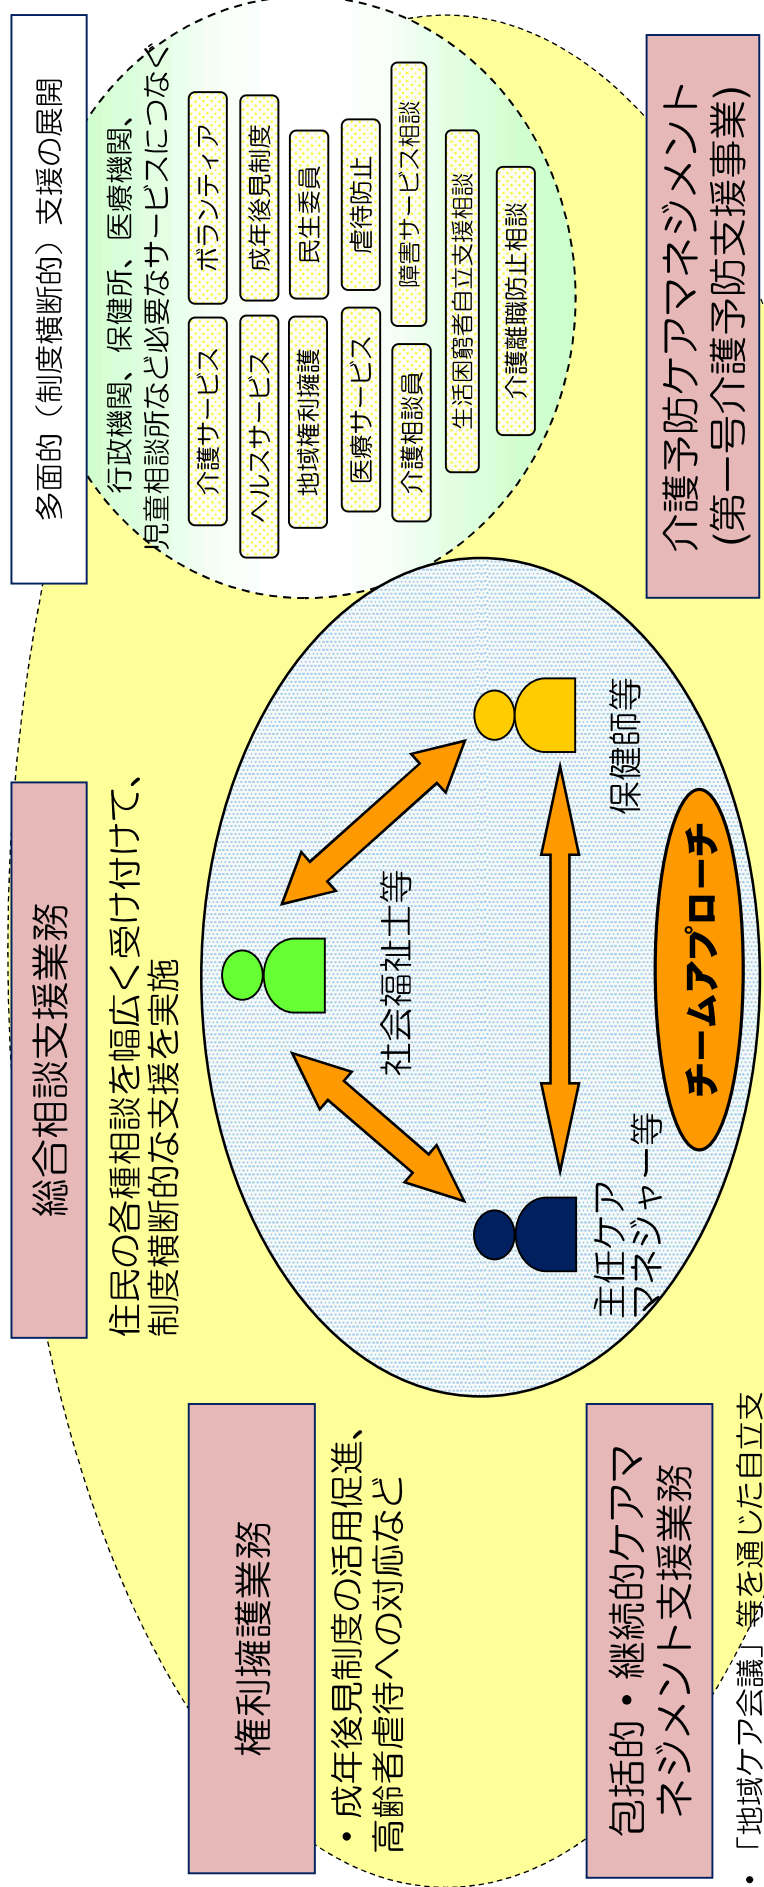 総合相談支援業務
住民の各種相談を幅広く受け付けて、
制度横断的な支援を実施
多面的（制度横断的）支援の展開
行政機関、保健所、医療機関、
児童相談所など必要なサービスにつなぐ
介護サービス
ボランティア
ヘルスサービス
成年後見制度
地域権利擁護
民生委員
医療サービス
虐待防止
介護相談員
障害サービス相談
生活困窮者自立支援相談
介護離職防止相談
権利擁護業務
・成年後見制度の活用促進、
高齢者虐待への対応など
社会福祉士等
主任ケア
マネジャー等
保健師等
チームアプローチ
包括的・継続的ケアマ
ネジメント支援業務
・「地域ケア会議」等を通じた自立支
介護予防ケアマネジメント
(第一号介護予防支援事業)